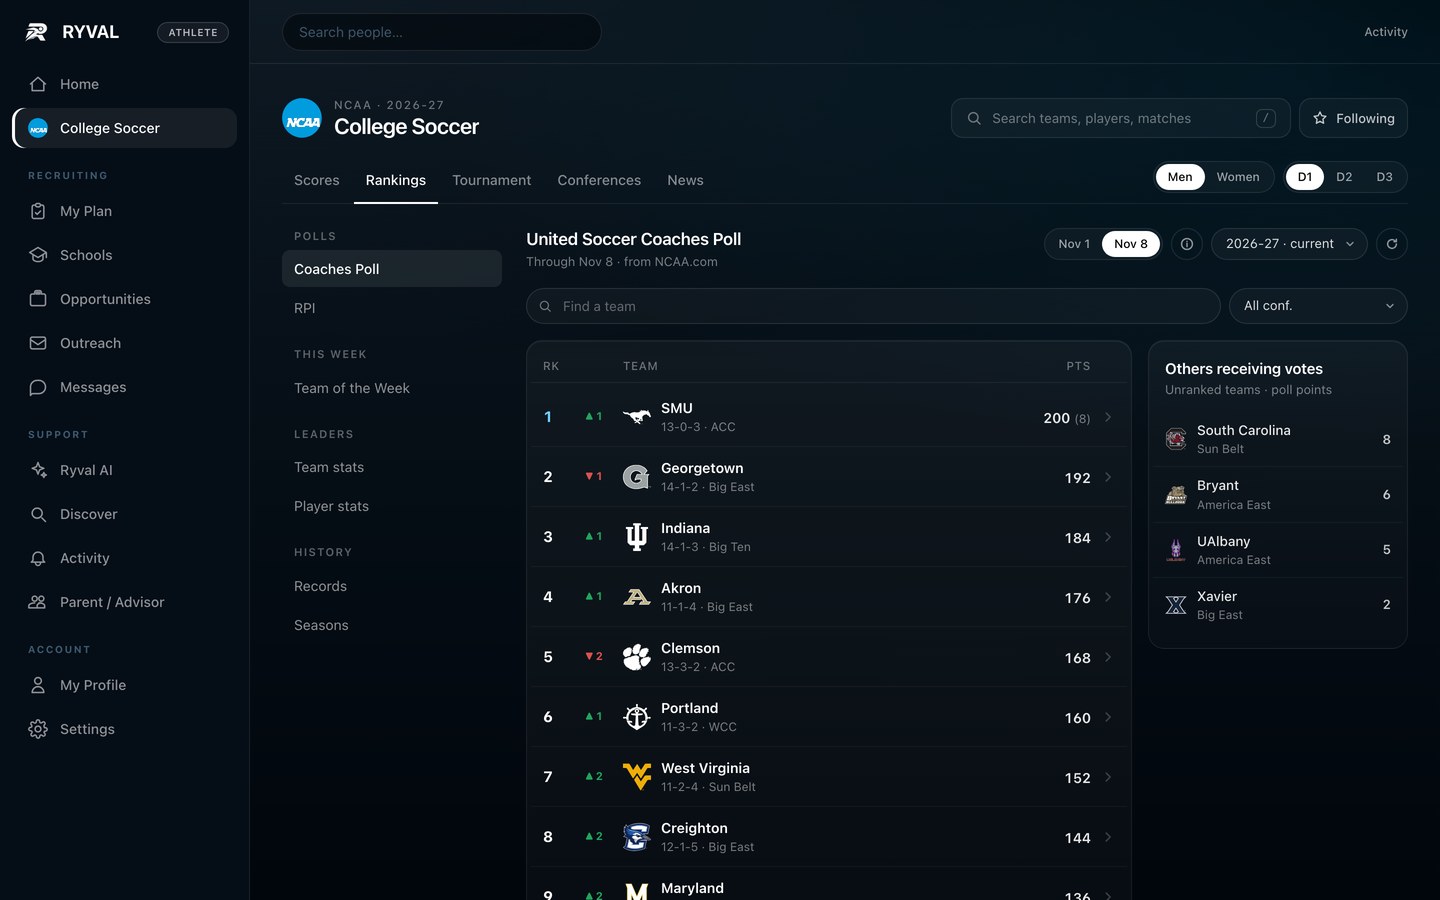 RYVAL
ATHLETE
Search people...
Activity
Home
NCAA
College Soccer
RECRUITING
My Plan
Schools
Opportunities
Outreach
Messages
SUPPORT
Ryval AI
Discover
Activity
Parent / Advisor
ACCOUNT
My Profile
Settings
NCAA
NCAA · 2026-27
College Soccer
Search teams, players, matches
/
Following
Scores
Rankings
Tournament
Conferences
News
Men
Women
D1
D2
D3
POLLS
Coaches Poll
RPI
THIS WEEK
Team of the Week
LEADERS
Team stats
Player stats
HISTORY
Records
Seasons
United Soccer Coaches Poll
Through Nov 8 · from NCAA.com
Nov 1
Nov 8
2026-27 · current
Find a team
All conf.
RK
TEAM
PTS
1
▲1
SMU
13-0-3 · ACC
200 (8)
2
▼1
Georgetown
14-1-2 · Big East
192
3
▲1
Indiana
14-1-3 · Big Ten
184
4
▲1
Akron
11-1-4 · Big East
176
5
▼2
Clemson
13-3-2 · ACC
168
6
▲1
Portland
11-3-2 · WCC
160
7
▲2
West Virginia
11-2-4 · Sun Belt
152
8
▲2
Creighton
12-1-5 · Big East
144
9
▲2
Maryland
136
Others receiving votes
Unranked teams · poll points
South Carolina
Sun Belt
8
Bryant
America East
6
UAlbany
America East
5
Xavier
Big East
2